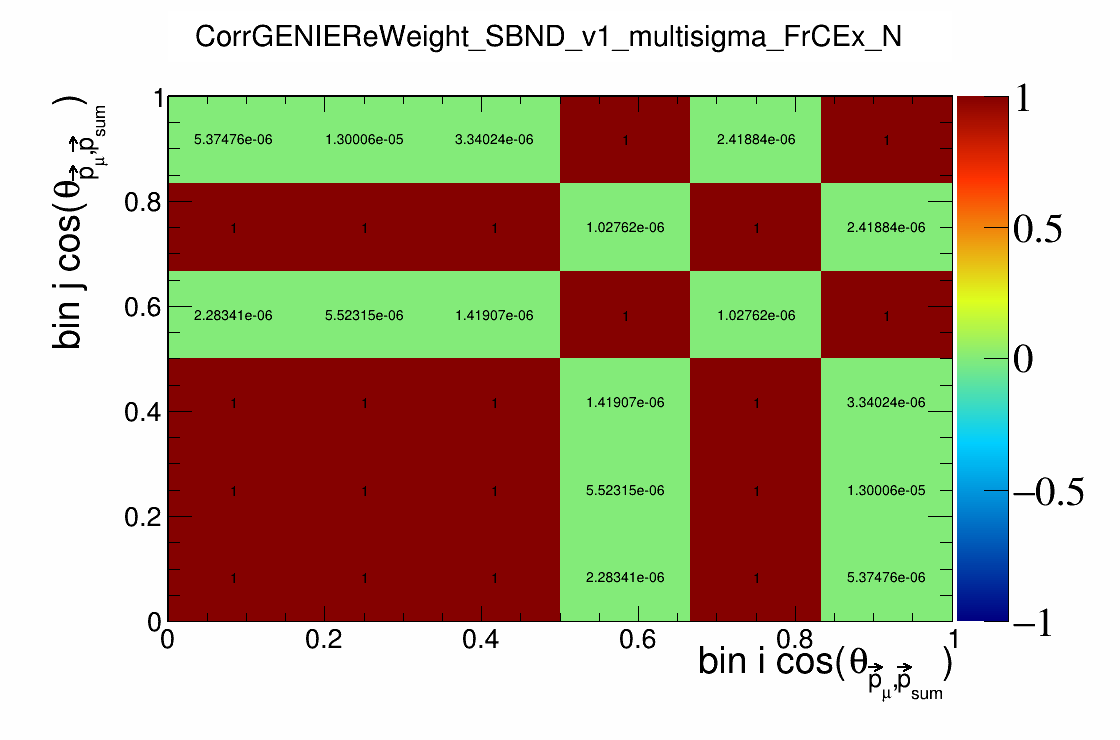 CorrGENIEReWeight_SBND_v1_multisigma_FrCEx_N
bin j cos(θ p⃗μ,p⃗sum)
1
0.8
0.6
0.4
0.2
0
5.37476e-06 1.30006e-05 3.34024e-06 1 2.41884e-06 1
1 1 1 1.02762e-06 1 2.41884e-06
2.28341e-06 5.52315e-06 1.41907e-06 1 1.02762e-06 1
1 1 1 1.41907e-06 1 3.34024e-06
1 1 1 5.52315e-06 1 1.30006e-05
1 1 1 2.28341e-06 1 5.37476e-06
0 0.2 0.4 0.6 0.8 1
bin i cos(θ p⃗μ,p⃗sum)
1
0.5
0
−0.5
−1